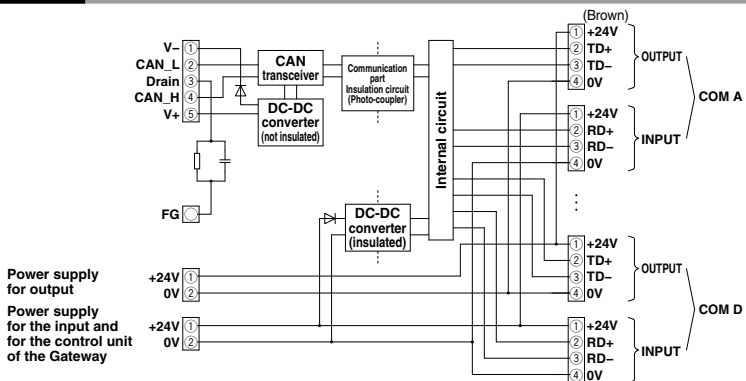 (Brown)
V−
①
CAN_L
②
Drain
③
CAN_H
④
V+
⑤
CAN
transceiver
DC-DC
converter
(not insulated)
Communication
part
Insulation circuit
(Photo-coupler)
Internal circuit
FG
DC-DC
converter
(insulated)
① +24V
② TD+
③ TD−
④ 0V
OUTPUT
① +24V
② RD+
③ RD−
④ 0V
INPUT
COM A
⋮
① +24V
② TD+
③ TD−
④ 0V
OUTPUT
① +24V
② RD+
③ RD−
④ 0V
INPUT
COM D
Power supply
for output
+24V ①
0V ②
Power supply
for the input and
for the control unit
of the Gateway
+24V ①
0V ②